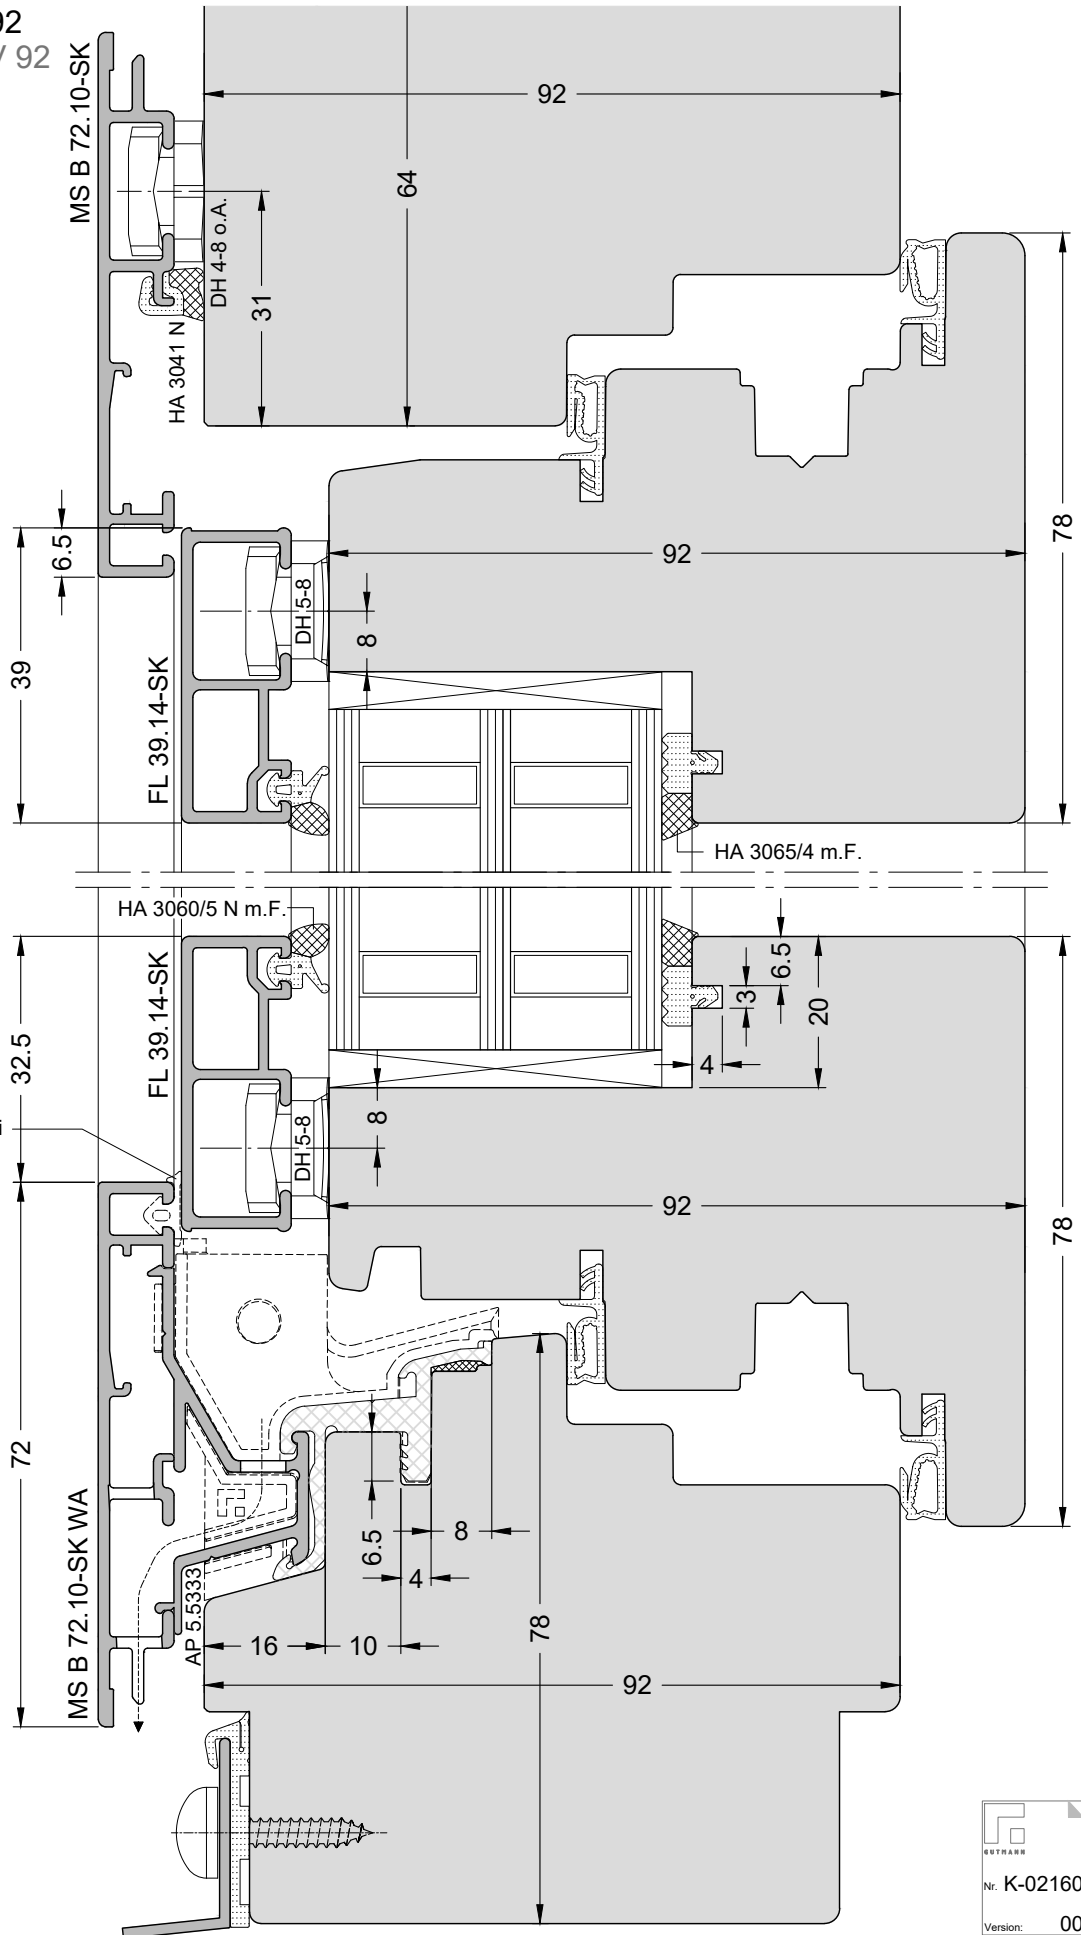 92
V 92
MS B 72.10-SK
92
64
31
DH 4-8 o.A.
HA 3041 N
6.5
39
FL 39.14-SK
DH 5-8
8
92
78
HA 3065/4 m.F.
HA 3060/5 N m.F.
32.5
FL 39.14-SK
DH 5-8
8
6.5
3
20
4
92
78
72
MS B 72.10-SK WA
AP 5.5333
6.5
8
4
16
10
78
92
GUTMANN
Nr. K-02160
Version: 00